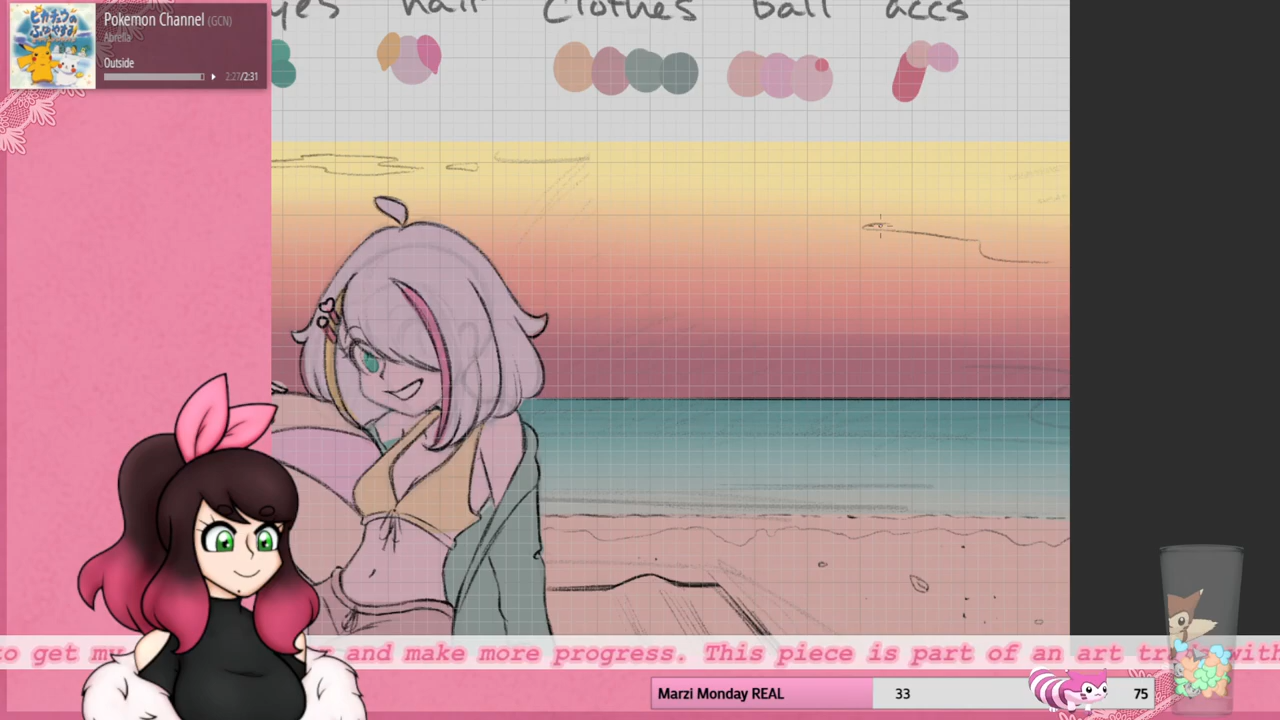 Pokemon Channel (GCN)
Abrella
Outside
2:27/2:31
hair clothes ball accs
to get my and make more progress. This piece is part of an art tr with
Marzi Monday REAL 33 75